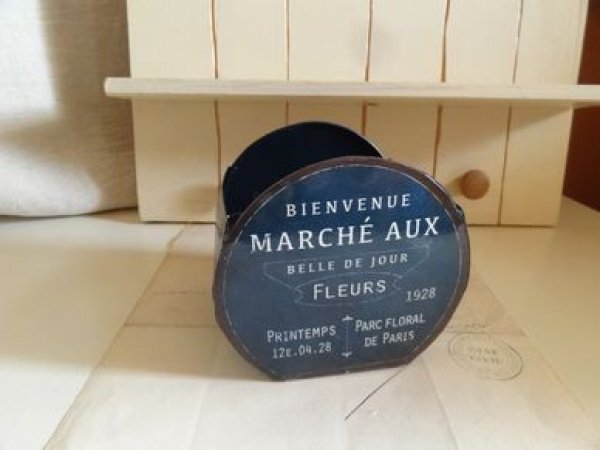 BIENVENUE
MARCHÉ AUX
BELLE DE JOUR
FLEURS
1928
PRINTEMPS
12E.04.28
PARC FLORAL
DE PARIS